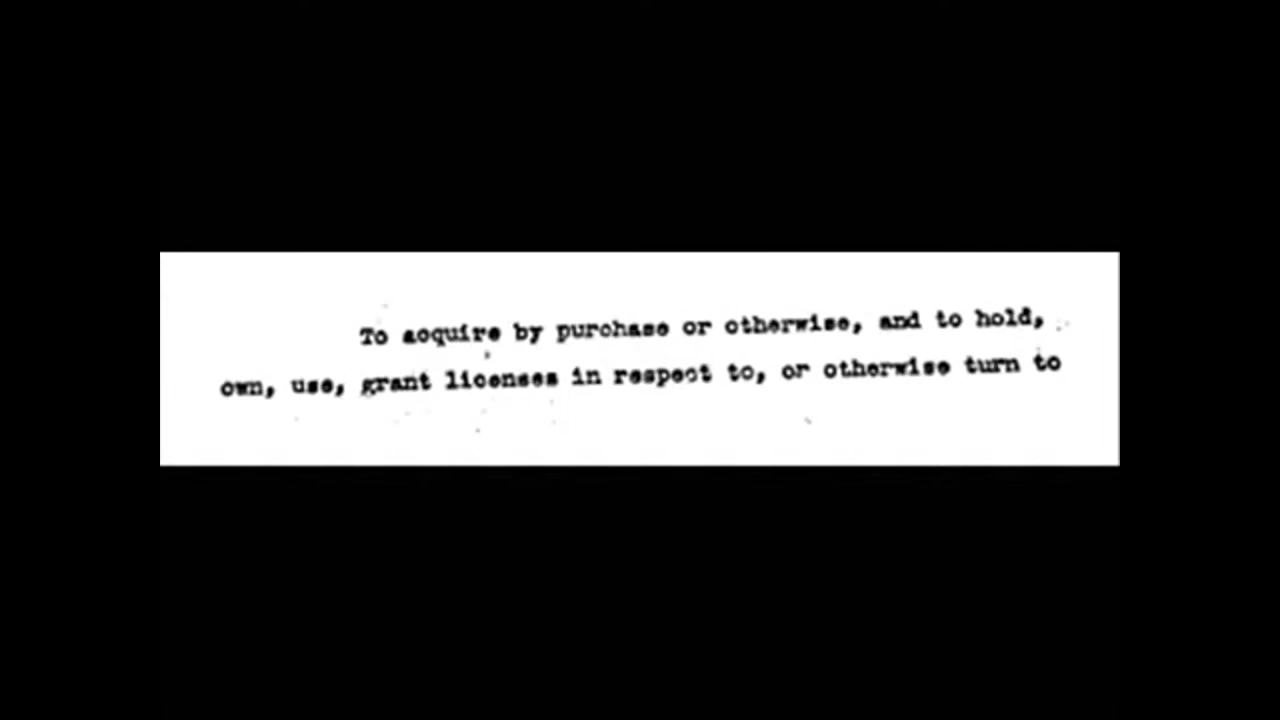 To acquire by purchase or otherwise, and to hold,
own, use, grant licenses in respect to, or otherwise turn to